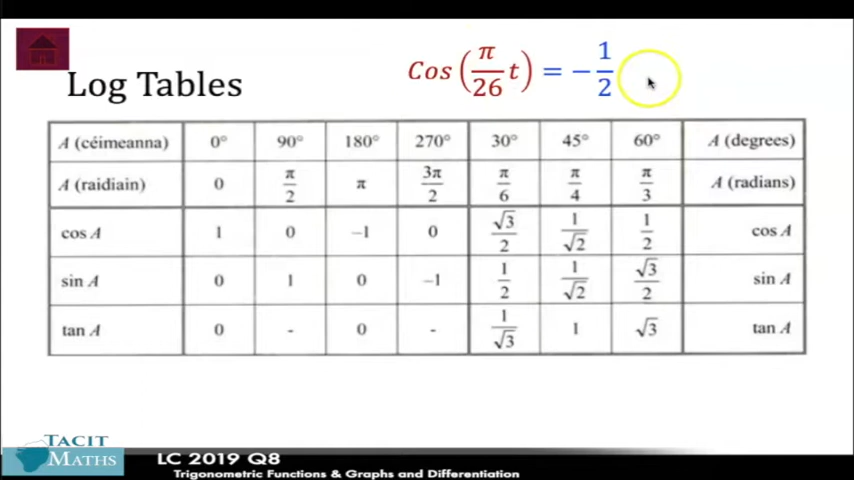 Cos(π/26 t) = −1/2
Log Tables
A (céimeanna) 0° 90° 180° 270° 30° 45° 60° A (degrees)
A (raidiain) 0 π/2 π 3π/2 π/6 π/4 π/3 A (radians)
cos A 1 0 −1 0 √3/2 1/√2 1/2 cos A
sin A 0 1 0 −1 1/2 1/√2 √3/2 sin A
tan A 0 - 0 - 1/√3 1 √3 tan A
TACIT
MATHS
LC 2019 Q8
Trigonometric Functions & Graphs and Differentiation